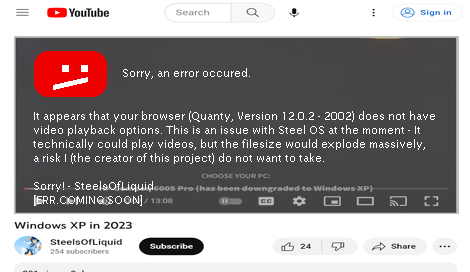 YouTube
Search
Sign in
Sorry, an error occured.
It appears that your browser (Quanty, Version 12.0.2 - 2002) does not have
video playback options. This is an issue with Steel OS at the moment - It
technically could play videos, but the filesize would explode massively,
a risk I (the creator of this project) do not want to take.
CHOOSE YOUR PC:
6005 Pro (has been downgraded to Windows XP)
Sorry! - SteelsOfLiquid
[ERR.COMING.SOON]
/ 13:08
Windows XP in 2023
SteelsOfLiquid
254 subscribers
Subscribe
24
Share